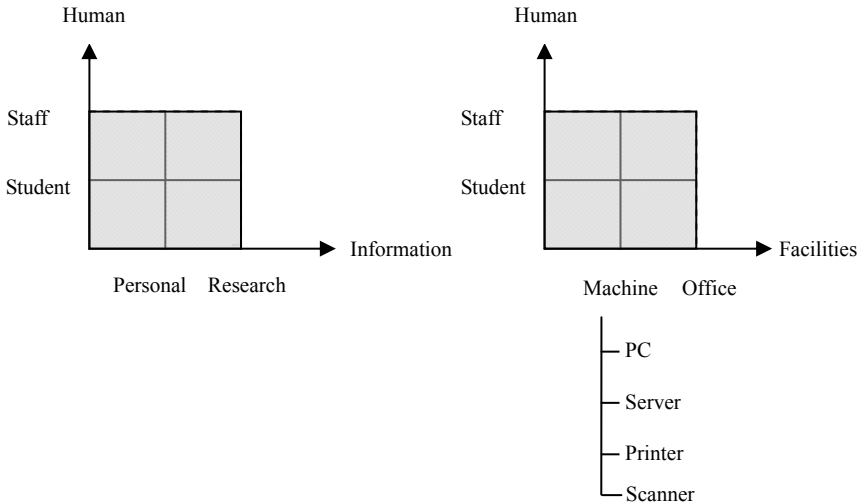 Human
Staff
Student
Information
Personal Research
Human
Staff
Student
Facilities
Machine Office
PC
Server
Printer
Scanner